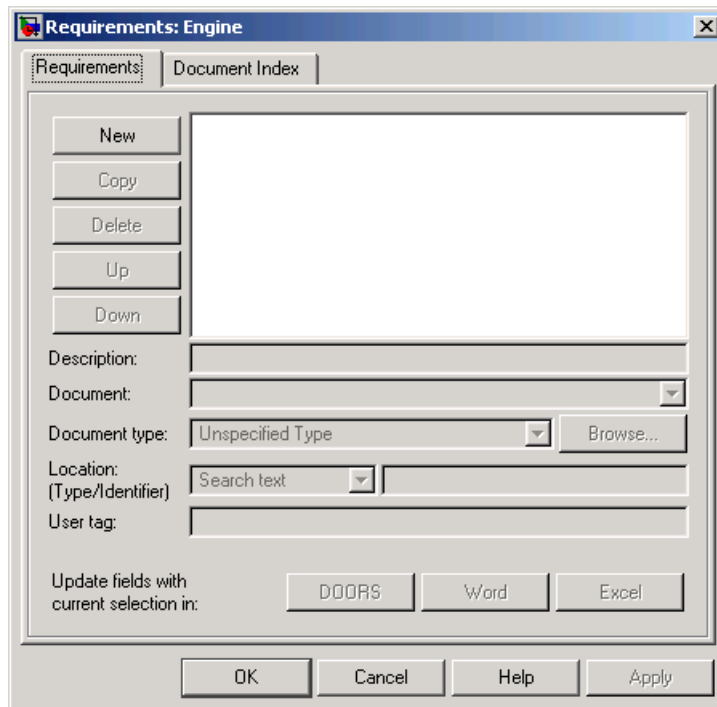 Requirements: Engine
Requirements Document Index
New
Copy
Delete
Up
Down
Description:
Document:
Document type: Unspecified Type Browse...
Location:
(Type/Identifier) Search text
User tag:
Update fields with
current selection in: DOORS Word Excel
OK Cancel Help Apply